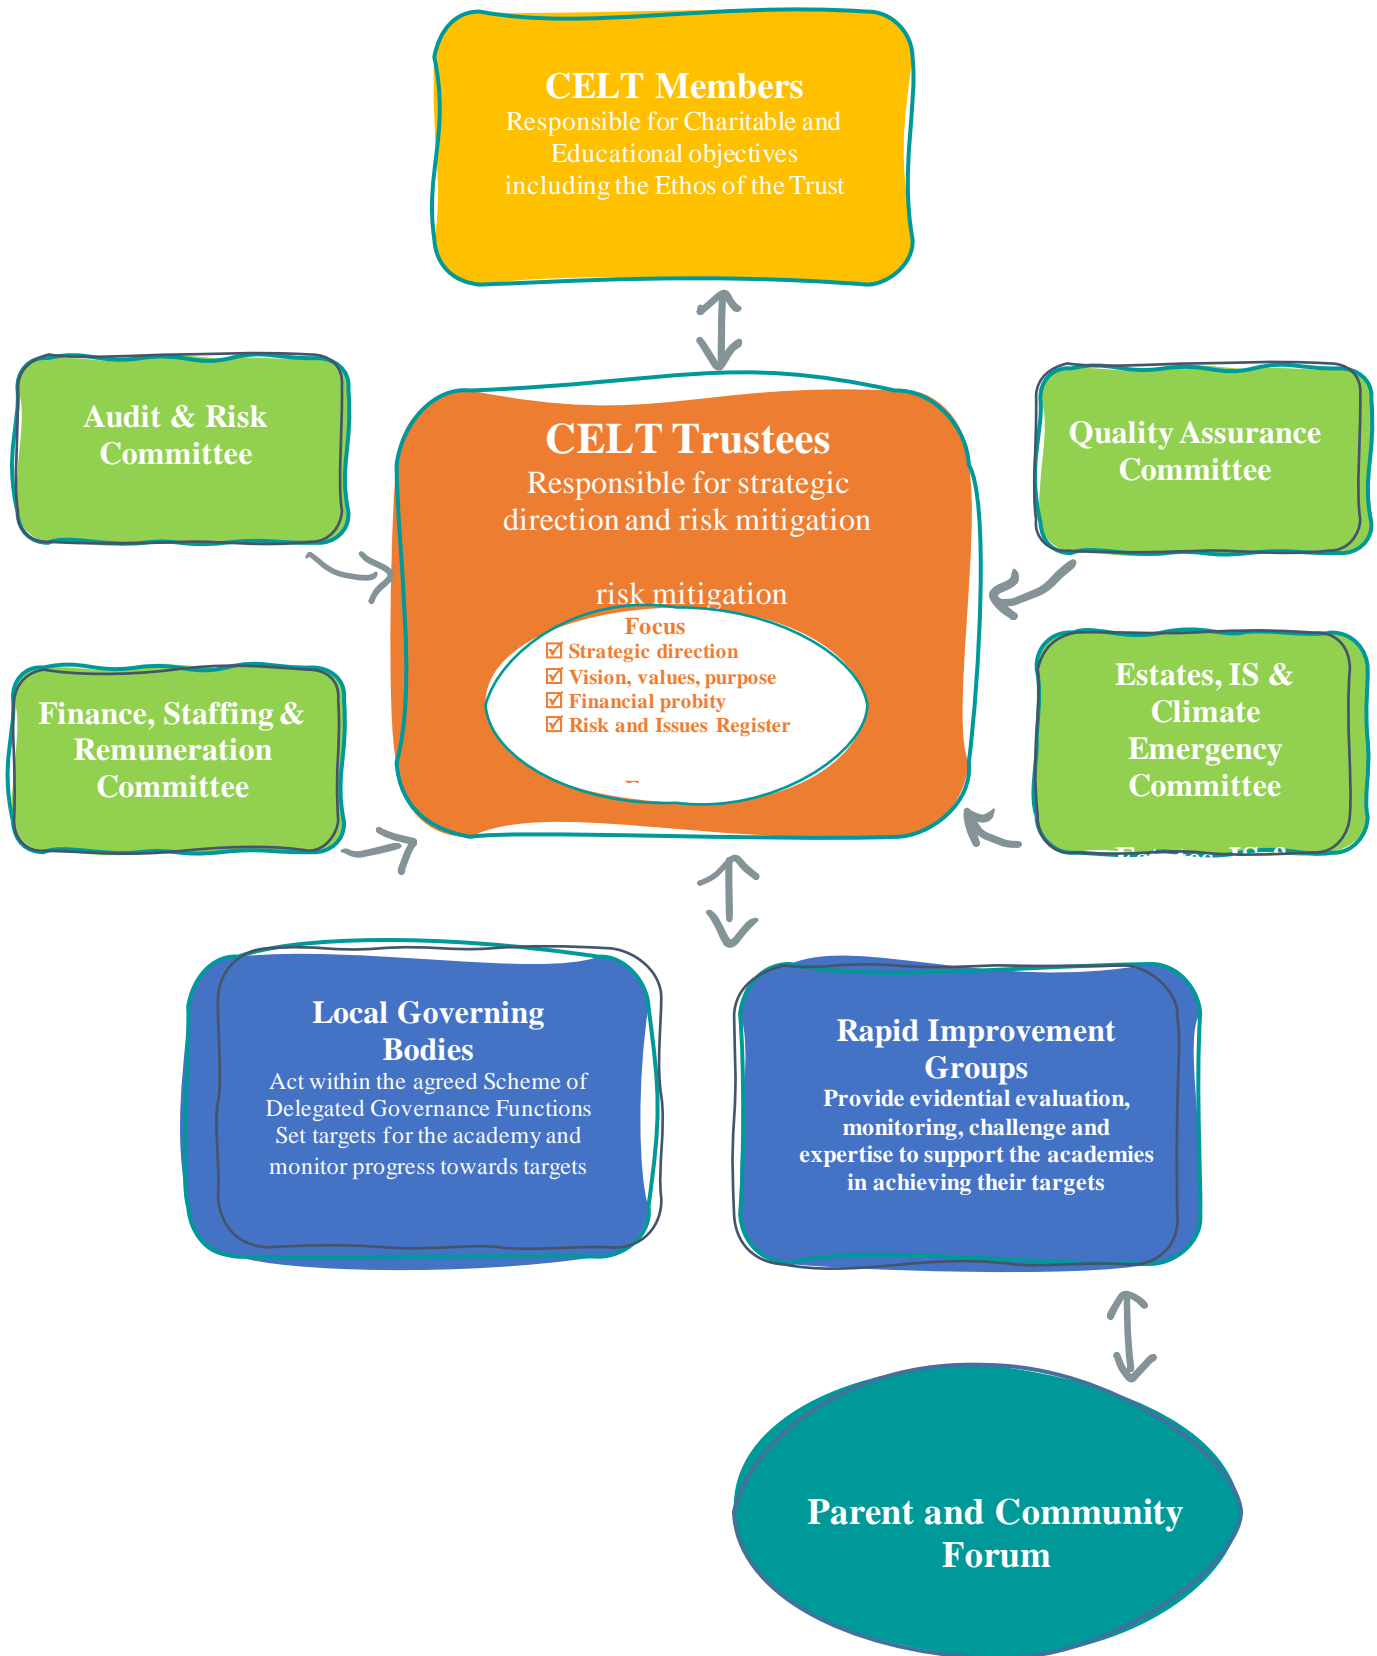 CELT Members
Responsible for Charitable and
Educational objectives
including the Ethos of the Trust
Audit & Risk
Committee
Quality Assurance
Committee
CELT Trustees
Responsible for strategic
direction and risk mitigation
risk mitigation
Focus
☑ Strategic direction
☑ Vision, values, purpose
☑ Financial probity
☑ Risk and Issues Register
Finance, Staffing &
Remuneration
Committee
Estates, IS &
Climate
Emergency
Committee
Estates, IS &
Local Governing
Bodies
Act within the agreed Scheme of
Delegated Governance Functions
Set targets for the academy and
monitor progress towards targets
Rapid Improvement
Groups
Provide evidential evaluation,
monitoring, challenge and
expertise to support the academies
in achieving their targets
Parent and Community
Forum